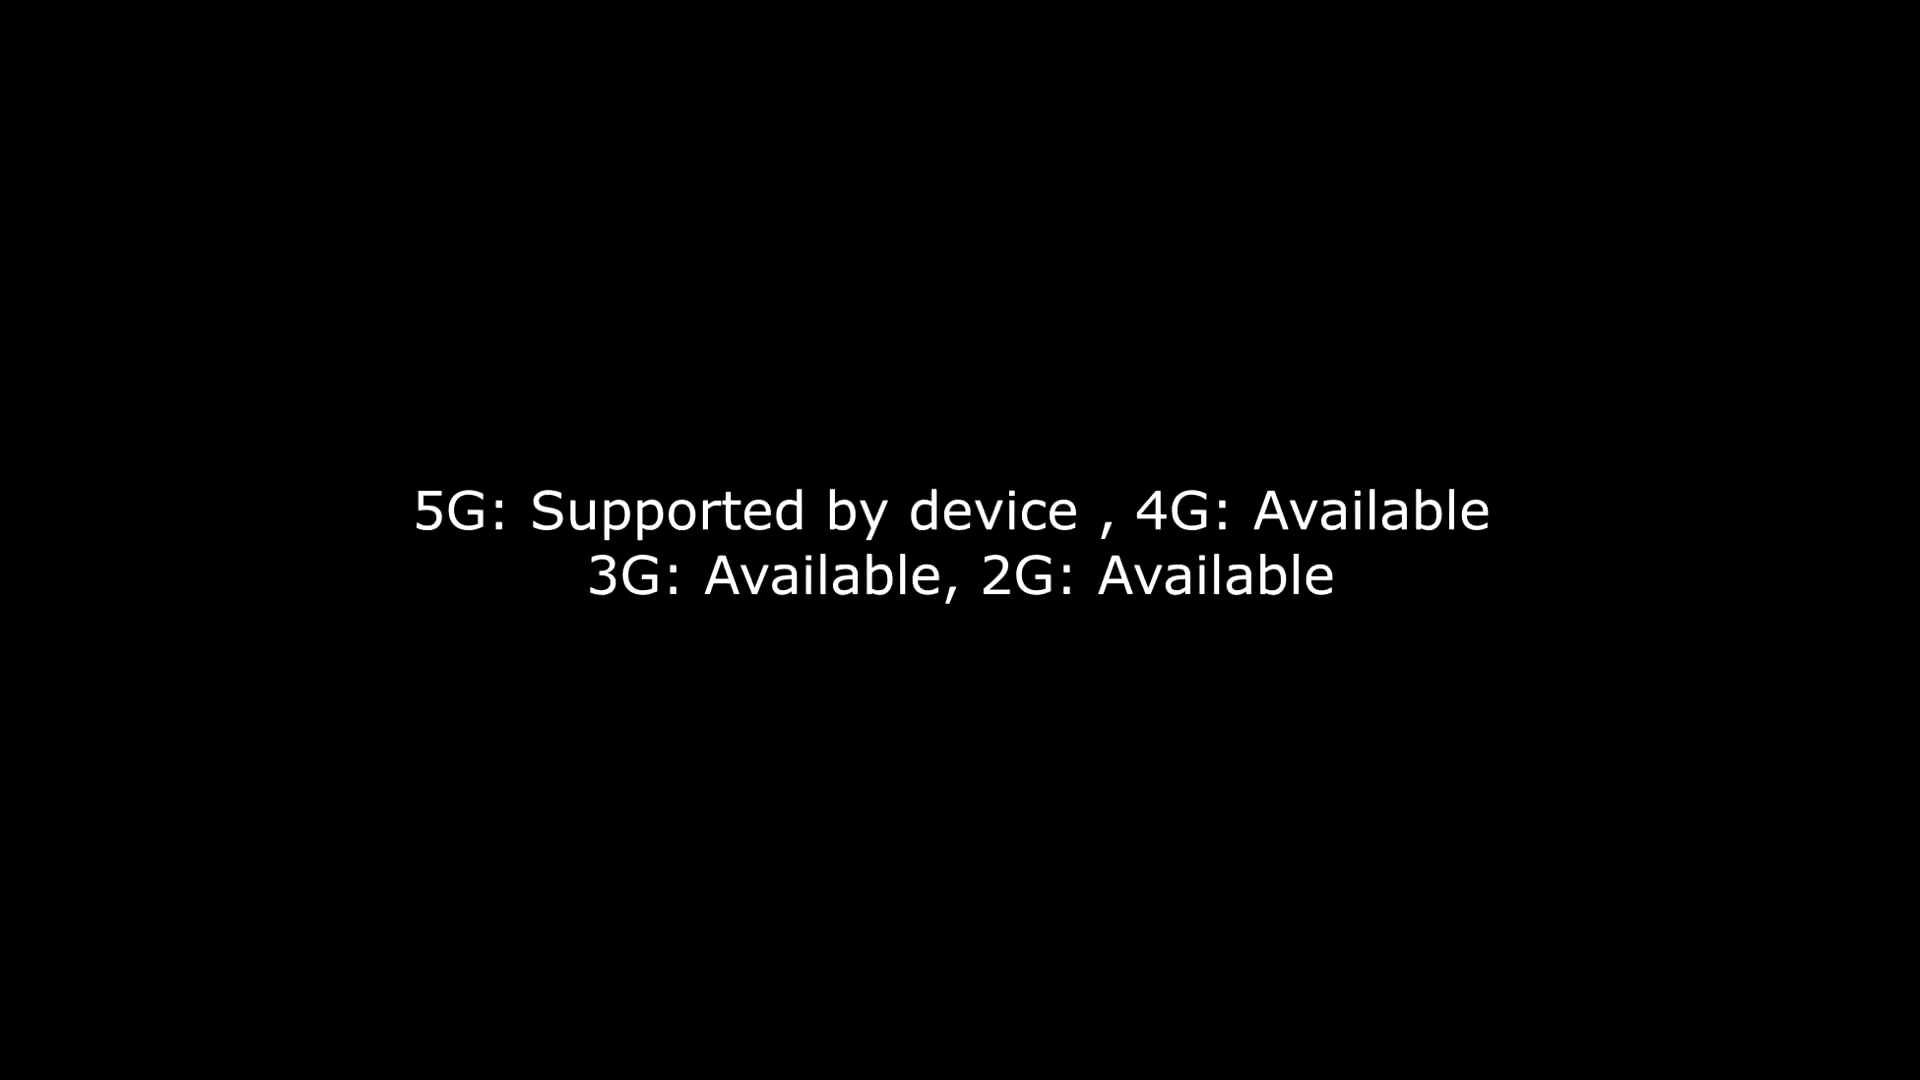 5G: Supported by device , 4G: Available
3G: Available, 2G: Available